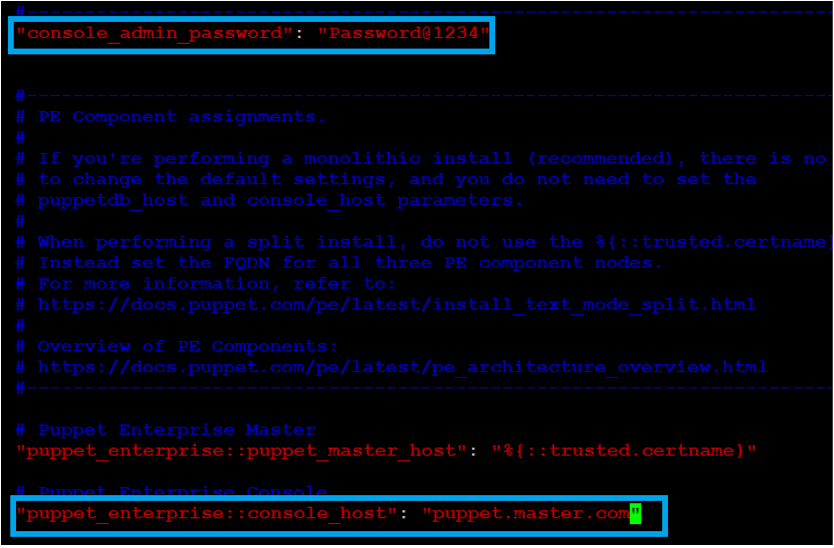 #--------------------------------------------------------------------------
"console_admin_password": "Password@1234"
#--------------------------------------------------------------------------
# PE Component assignments.
#
# If you're performing a monolithic install (recommended), there is no
# to change the default settings, and you do not need to set the
# puppetdb_host and console_host parameters.
#
# When performing a split install, do not use the %{::trusted.certname}
# Instead set the FQDN for all three PE component nodes.
# For more information, refer to:
# https://docs.puppet.com/pe/latest/install_text_mode_split.html
#
# Overview of PE Components:
# https://docs.puppet.com/pe/latest/pe_architecture_overview.html
#--------------------------------------------------------------------------
# Puppet Enterprise Master
"puppet_enterprise::puppet_master_host": "%{::trusted.certname}"
# Puppet Enterprise Console
"puppet_enterprise::console_host": "puppet.master.com"